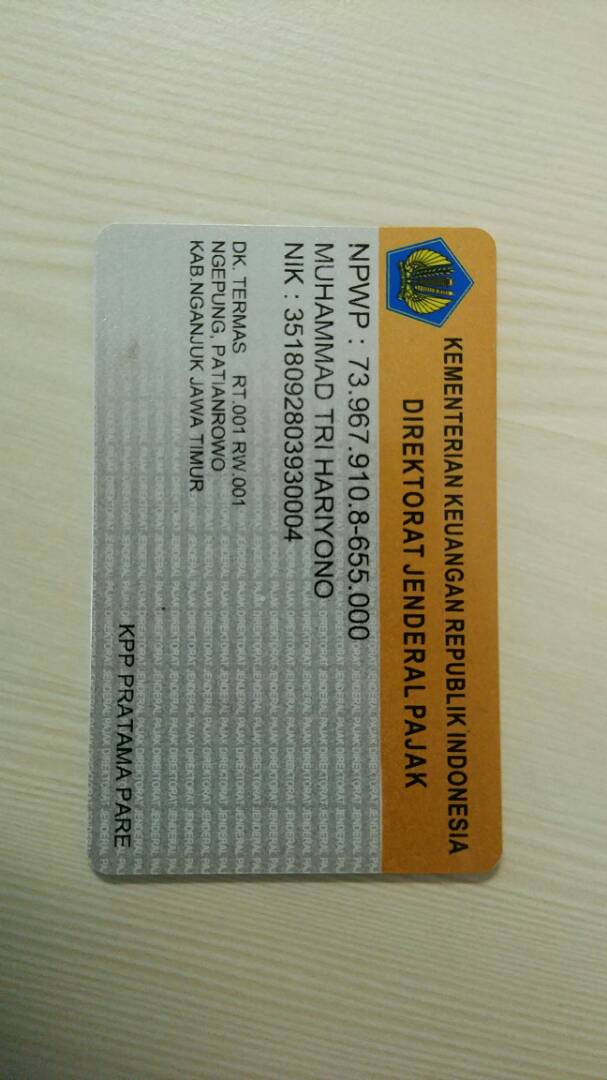 KEMENTERIAN KEUANGAN REPUBLIK INDONESIA
DIREKTORAT JENDERAL PAJAK
NPWP : 73.967.910.8-655.000
MUHAMMAD TRI HARIYONO
NIK : 3518092803930004
DK. TERMAS RT.001 RW.001
NGEPUNG, PATIANROWO
KAB.NGANJUK JAWA TIMUR
KPP PRATAMA PARE